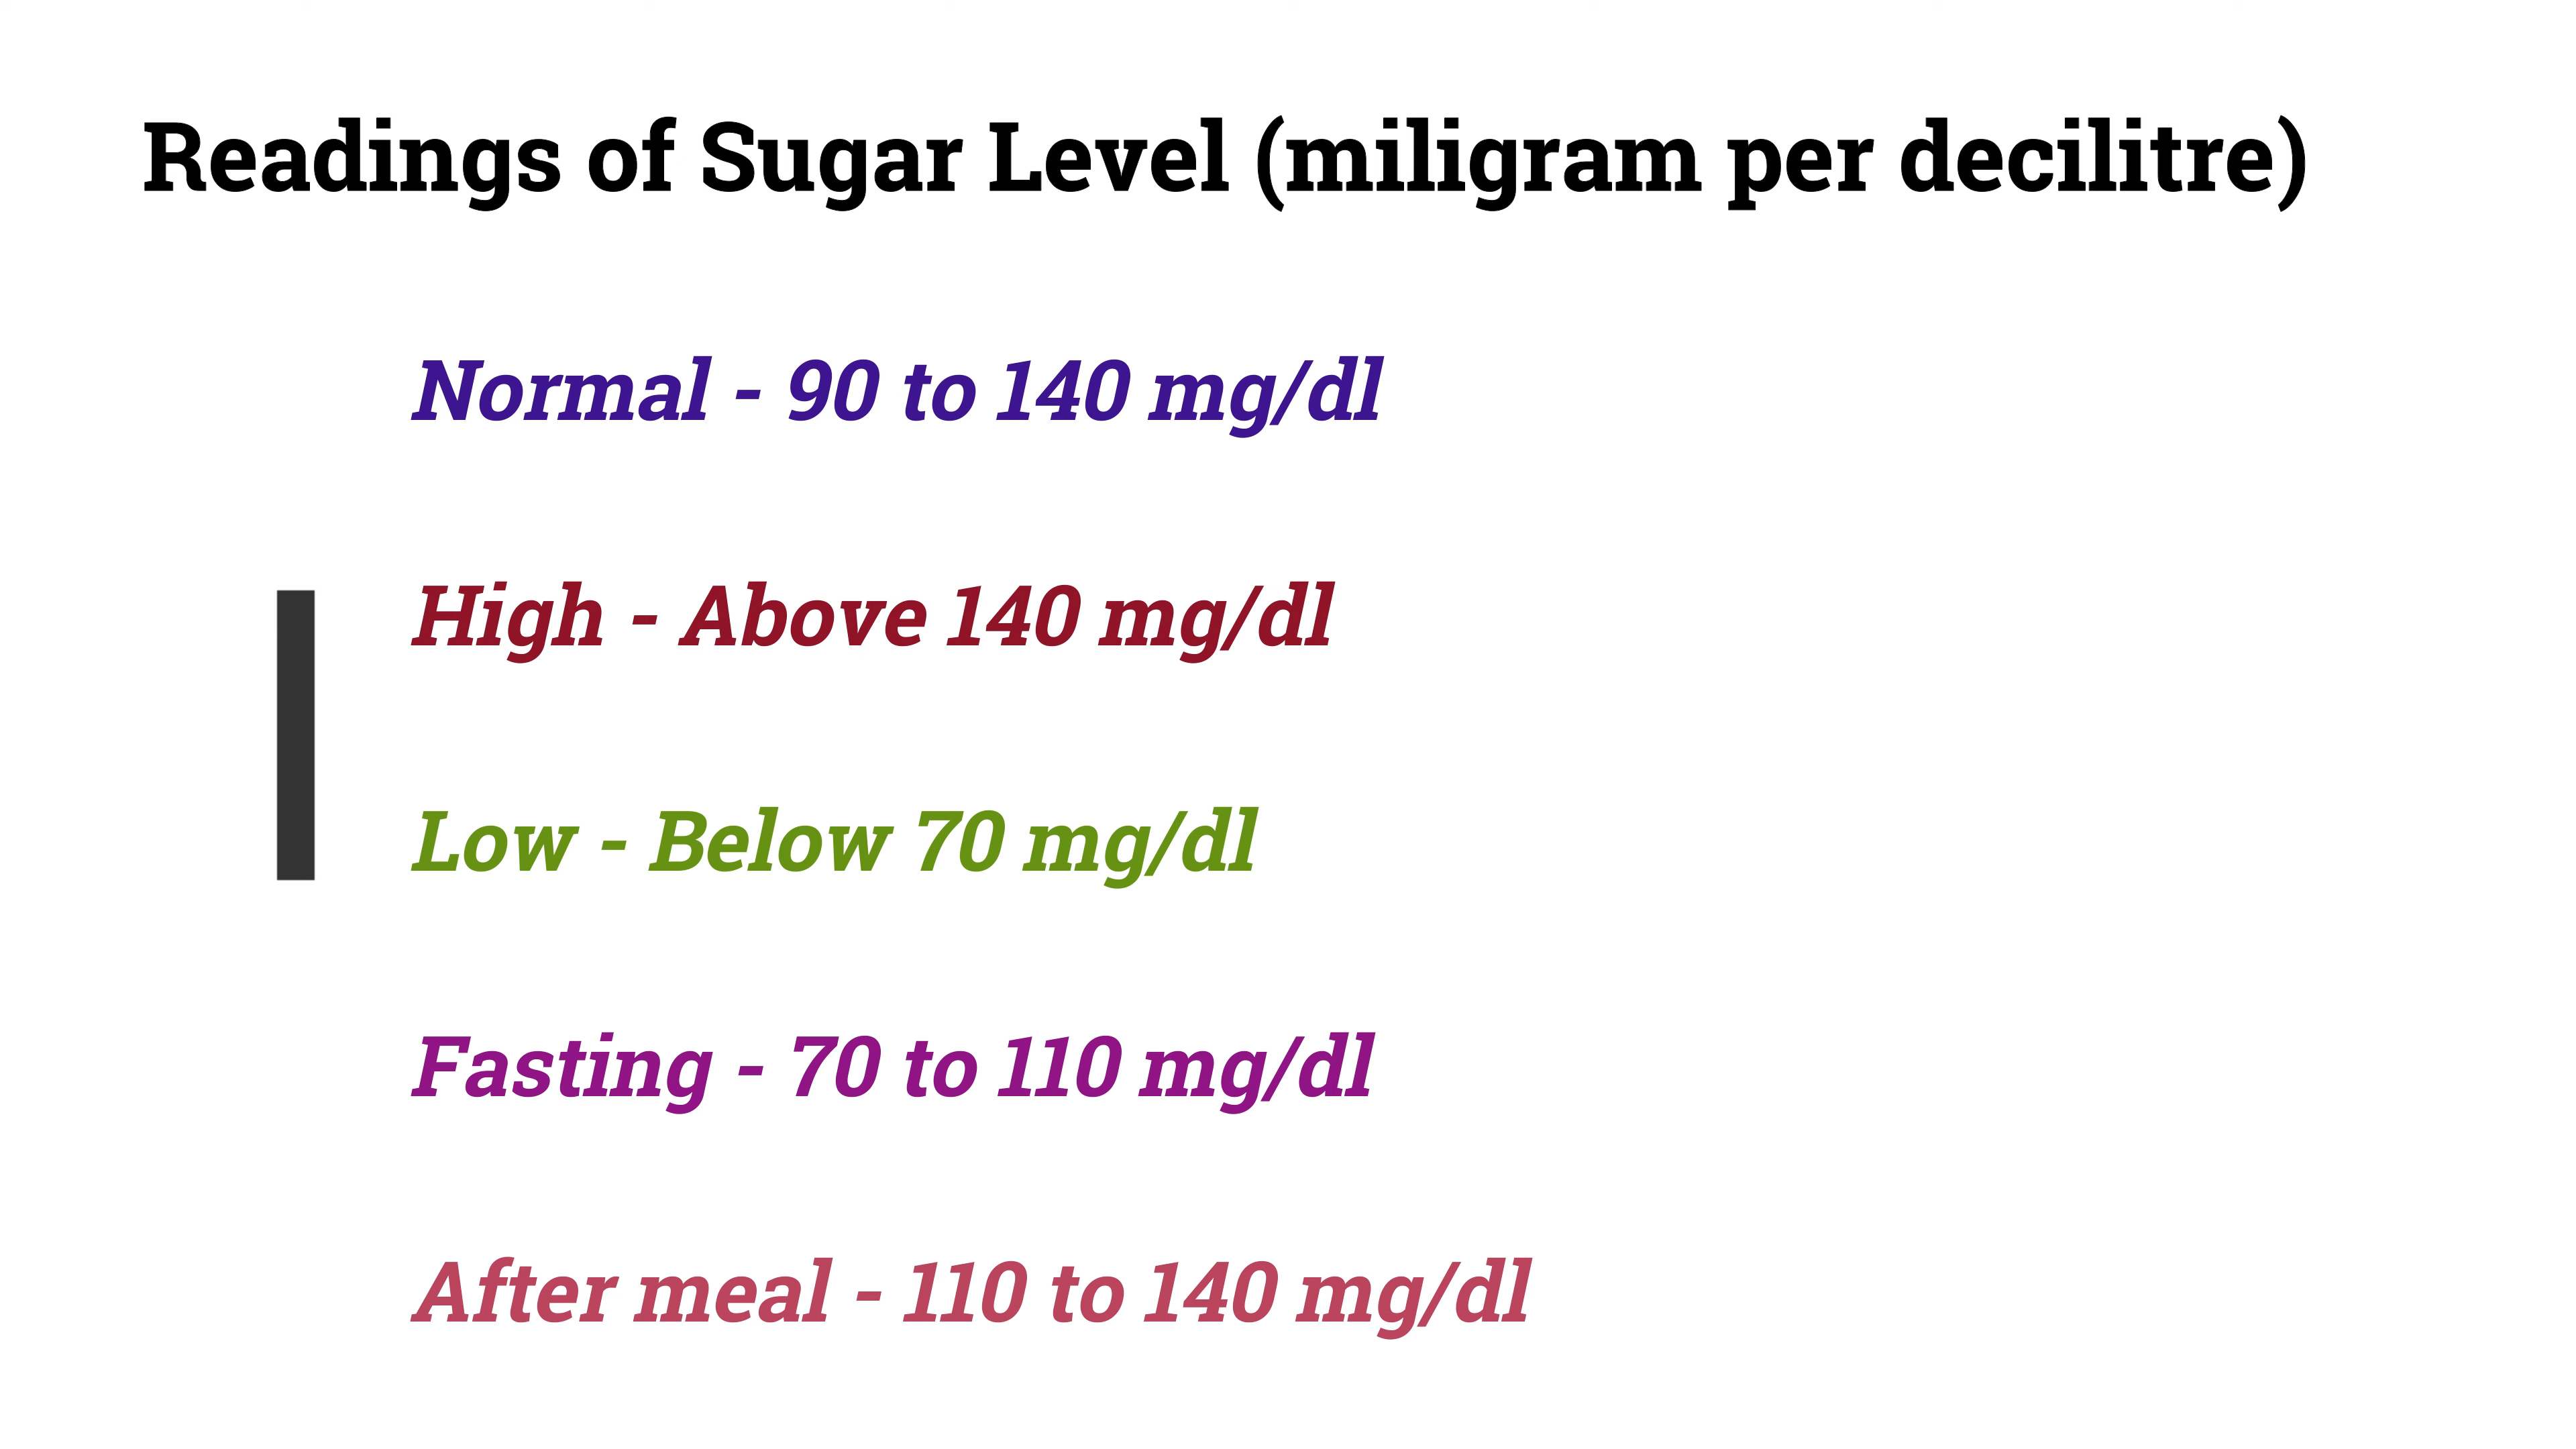 Readings of Sugar Level (miligram per decilitre)
Normal - 90 to 140 mg/dl
High - Above 140 mg/dl
Low - Below 70 mg/dl
Fasting - 70 to 110 mg/dl
After meal - 110 to 140 mg/dl